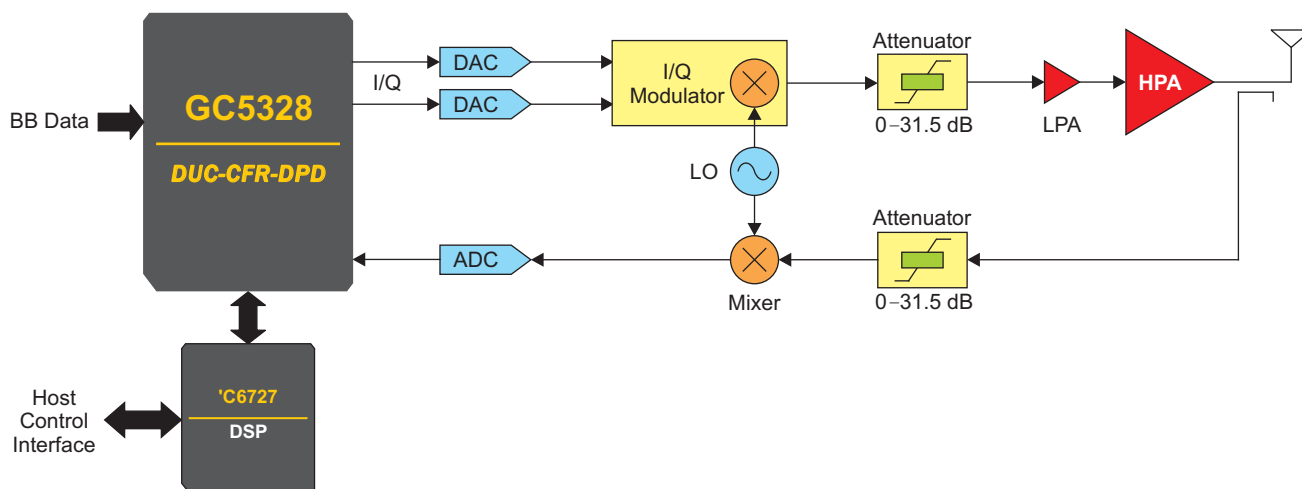 BB Data
GC5328
DUC-CFR-DPD
I/Q
DAC
DAC
I/Q
Modulator
Attenuator
0–31.5 dB
LPA
HPA
LO
ADC
Mixer
Attenuator
0–31.5 dB
Host
Control
Interface
'C6727
DSP